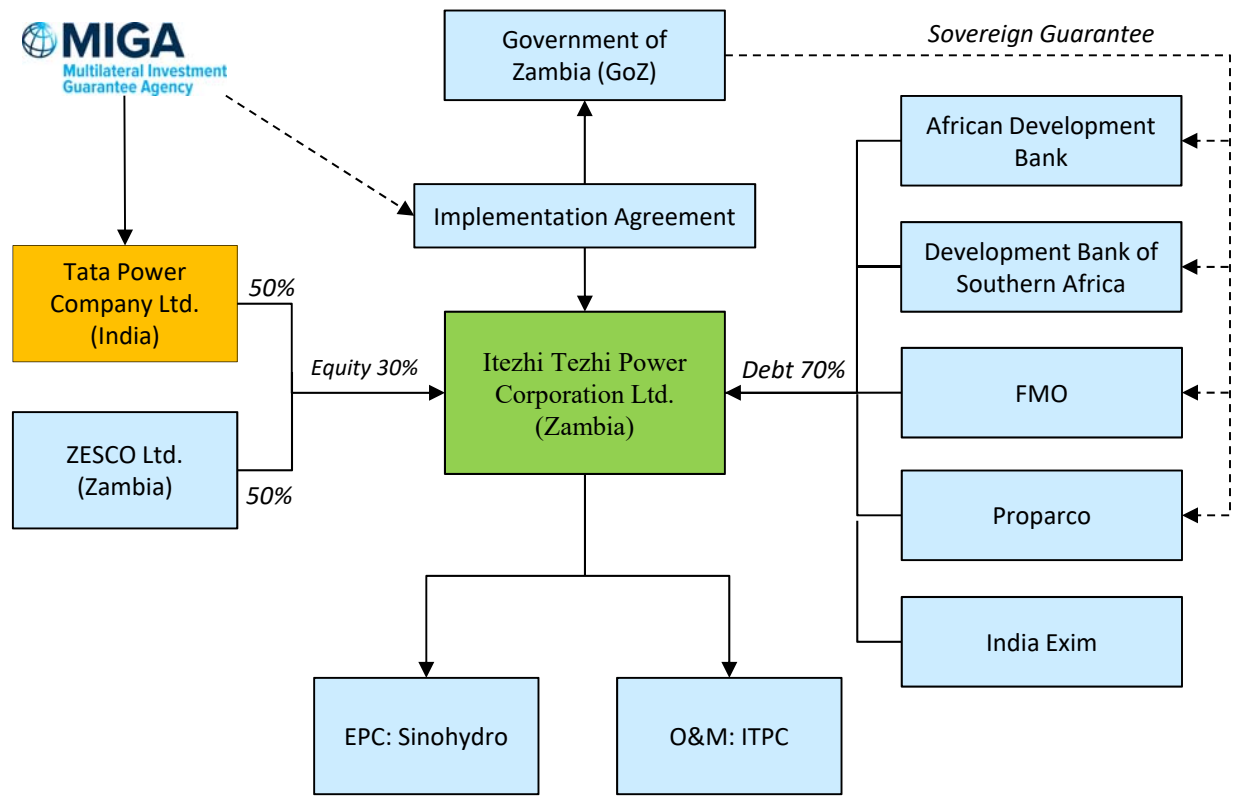 MIGA
Multilateral Investment
Guarantee Agency
Government of
Zambia (GoZ)
Sovereign Guarantee
African Development
Bank
Implementation Agreement
Development Bank of
Southern Africa
Tata Power
Company Ltd.
(India)
50%
Equity 30%
Itezhi Tezhi Power
Corporation Ltd.
(Zambia)
Debt 70%
FMO
ZESCO Ltd.
(Zambia)
50%
Proparco
India Exim
EPC: Sinohydro
O&M: ITPC